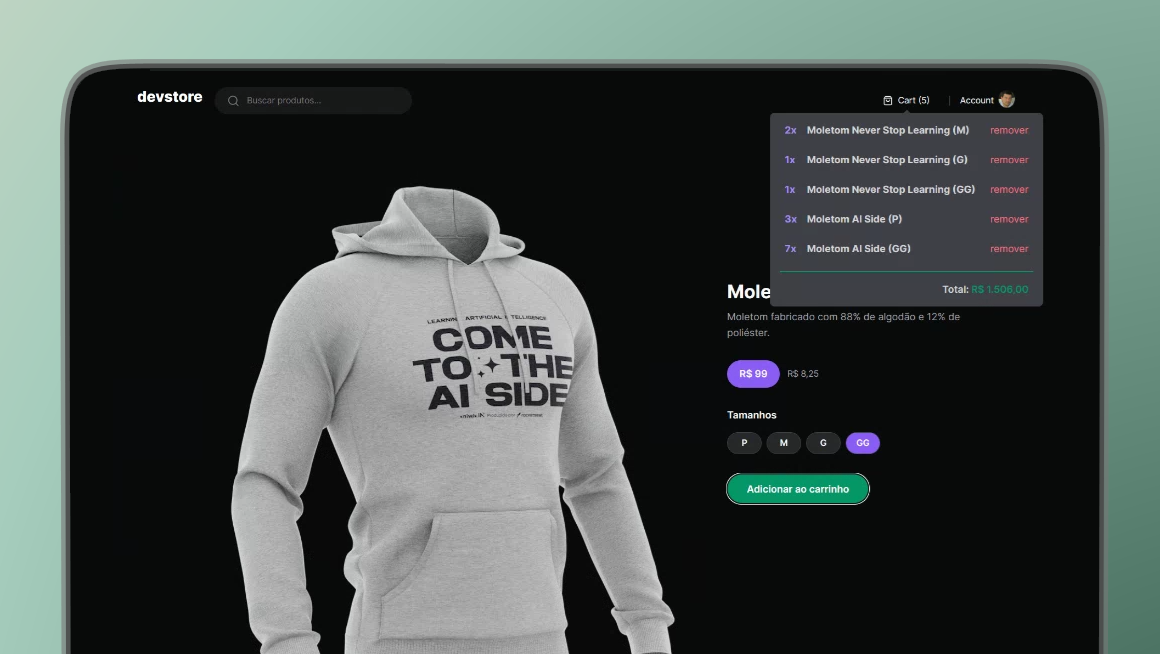 devstore
Buscar produtos...
Cart (5)
Account
2x Moletom Never Stop Learning (M) remover
1x Moletom Never Stop Learning (G) remover
1x Moletom Never Stop Learning (GG) remover
3x Moletom AI Side (P) remover
7x Moletom AI Side (GG) remover
Total: R$ 1.506,00
LEARNIN ARTIFICIAL TELLIGENCE
COME
TO THE
AI SIDE
Mole
Moletom fabricado com 88% de algodão e 12% de
poliéster.
R$ 99
R$ 8,25
Tamanhos
P
M
G
GG
Adicionar ao carrinho